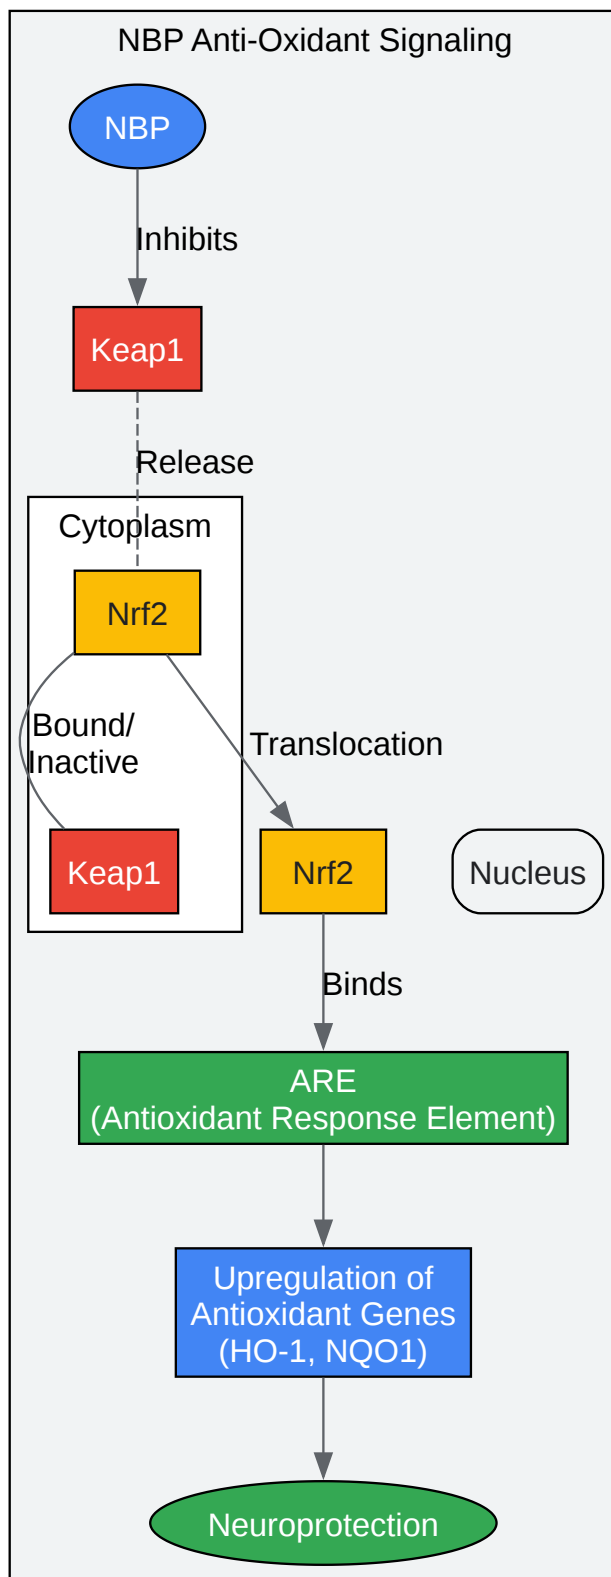 NBP Anti-Oxidant Signaling
NBP
Inhibits
Keap1
Release
Cytoplasm
Nrf2
Bound/
Inactive
Translocation
Keap1
Nrf2
Nucleus
Binds
ARE
(Antioxidant Response Element)
Upregulation of
Antioxidant Genes
(HO-1, NQO1)
Neuroprotection